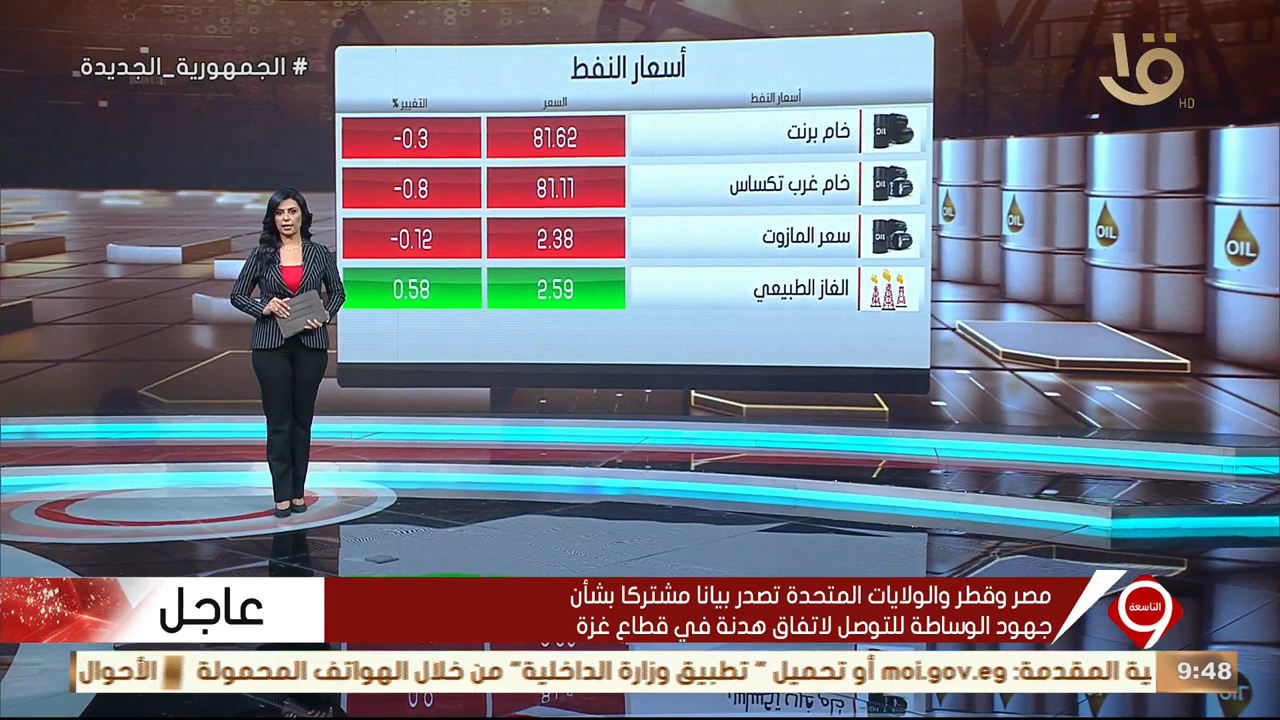 # الجمهورية_الجديدة
HD
أسعار النفط
أسعار النفط السعر التغيير %
خام برنت 81.62 -0.3
خام غرب تكساس 81.11 -0.8
سعر المازوت 2.38 -0.12
الغاز الطبيعي 2.59 0.58
OIL
OIL
OIL
OIL
التاسعة
عاجل
مصر وقطر والولايات المتحدة تصدر بيانا مشتركا بشأن
جهود الوساطة للتوصل لاتفاق هدنة في قطاع غزة
9:48
ية المقدمة: moi.gov.eg أو تحميل " تطبيق وزارة الداخلية" من خلال الهواتف المحمولة الأحوال